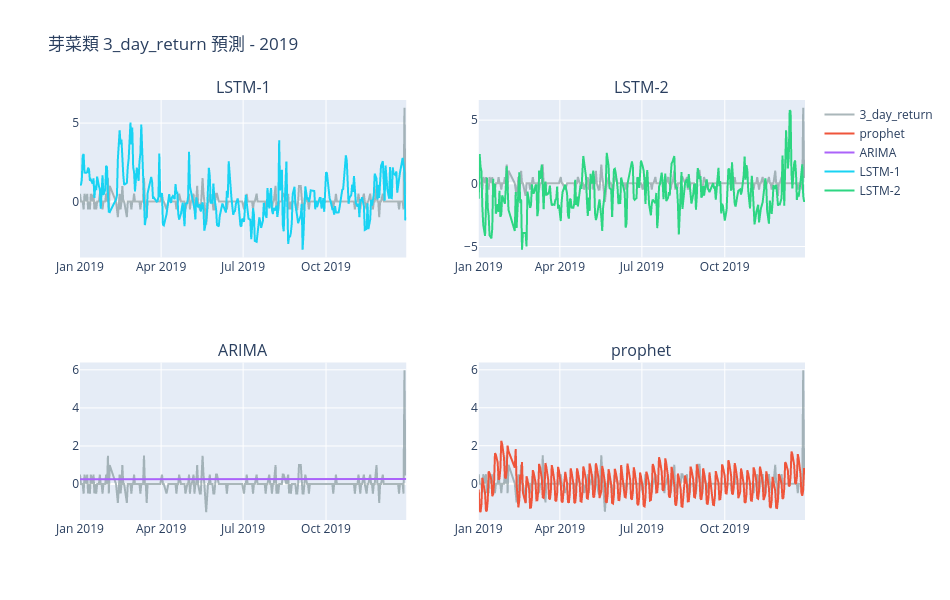 芽菜類 3_day_return 預測 - 2019
LSTM-1
LSTM-2
5
0
Jan 2019
Apr 2019
Jul 2019
Oct 2019
5
0
−5
Jan 2019
Apr 2019
Jul 2019
Oct 2019
3_day_return
prophet
ARIMA
LSTM-1
LSTM-2
ARIMA
prophet
6
4
2
0
Jan 2019
Apr 2019
Jul 2019
Oct 2019
6
4
2
0
Jan 2019
Apr 2019
Jul 2019
Oct 2019